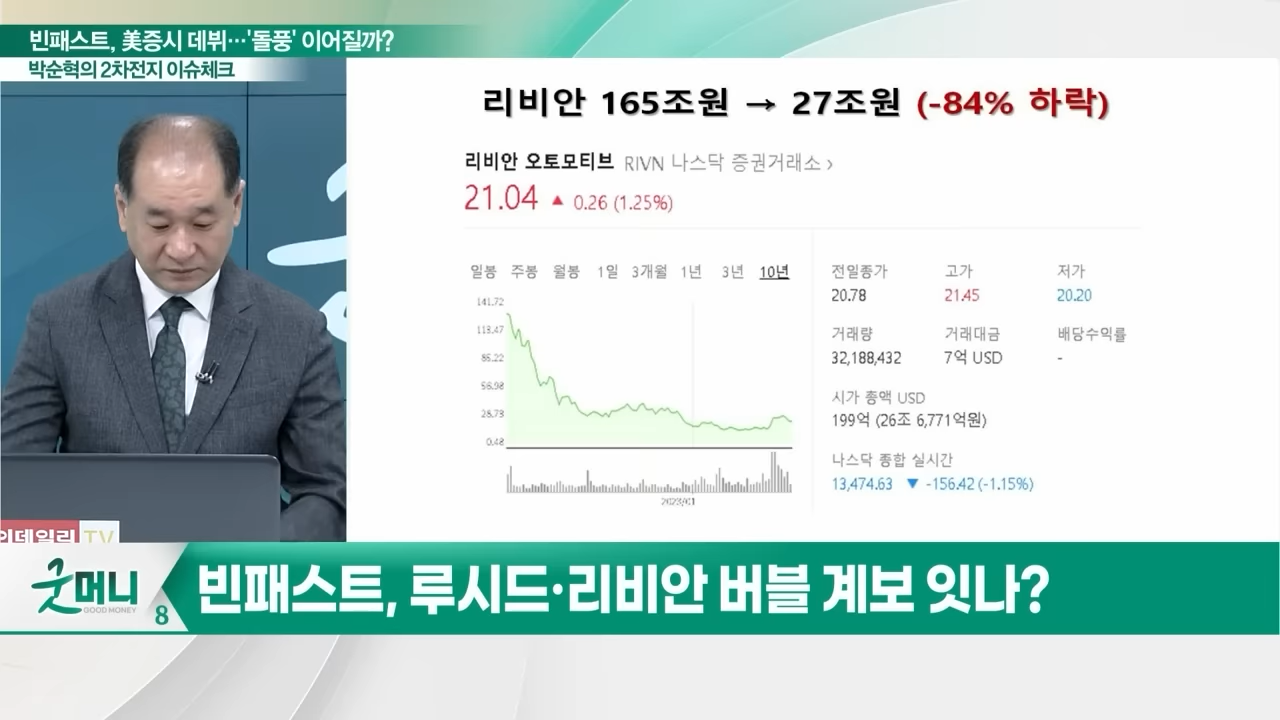 빈패스트, 美증시 데뷔…'돌풍' 이어질까?
박순혁의 2차전지 이슈체크
리비안 165조원 → 27조원 (-84% 하락)
리비안 오토모티브 RIVN 나스닥 증권거래소 ›
21.04 ▲ 0.26 (1.25%)
일봉 주봉 월봉 1일 3개월 1년 3년 10년
141.72
118.47
85.22
56.98
28.73
0.48
2023/01
전일종가 고가 저가
20.78 21.45 20.20
거래량 거래대금 배당수익률
32,188,432 7억 USD -
시가 총액 USD
199억 (26조 6,771억원)
나스닥 종합 실시간
13,474.63 ▼ -156.42 (-1.15%)
이데일리 TV
굿머니
GOOD MONEY
8
빈패스트, 루시드·리비안 버블 계보 잇나?